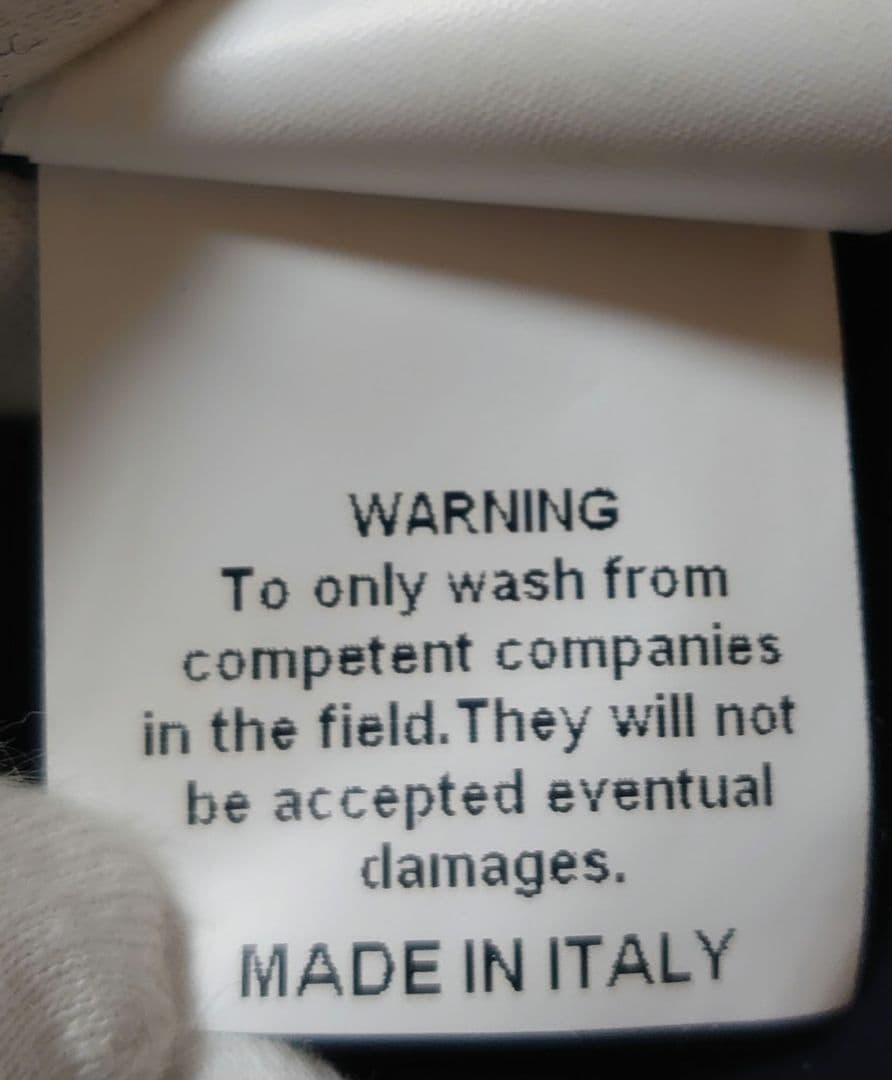 WARNING
To only wash from
competent companies
in the field.They will not
be accepted eventual
damages.
MADE IN ITALY